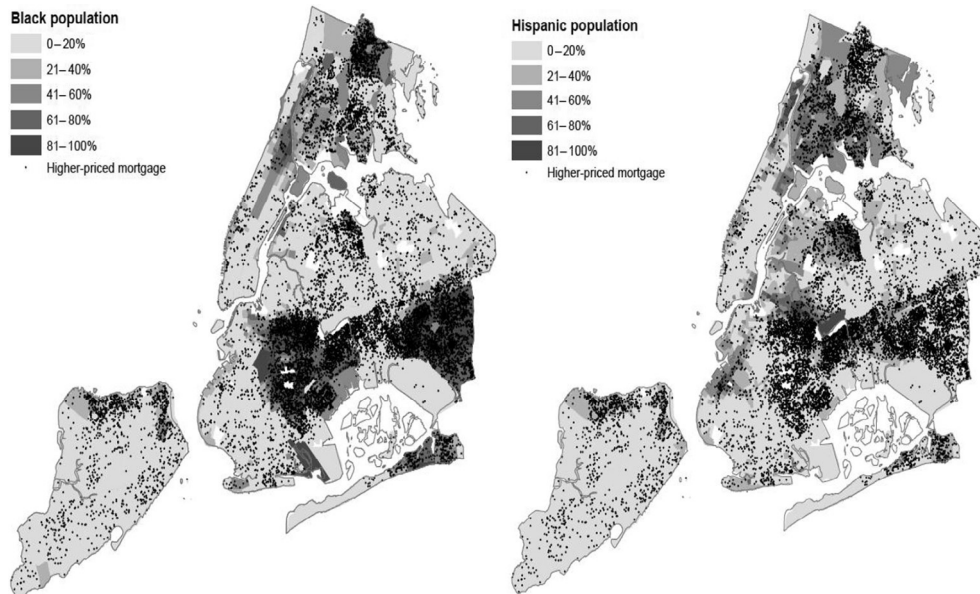 Black population
0–20%
21–40%
41–60%
61–80%
81–100%
Higher-priced mortgage
Hispanic population
0–20%
21–40%
41–60%
61–80%
81–100%
Higher-priced mortgage